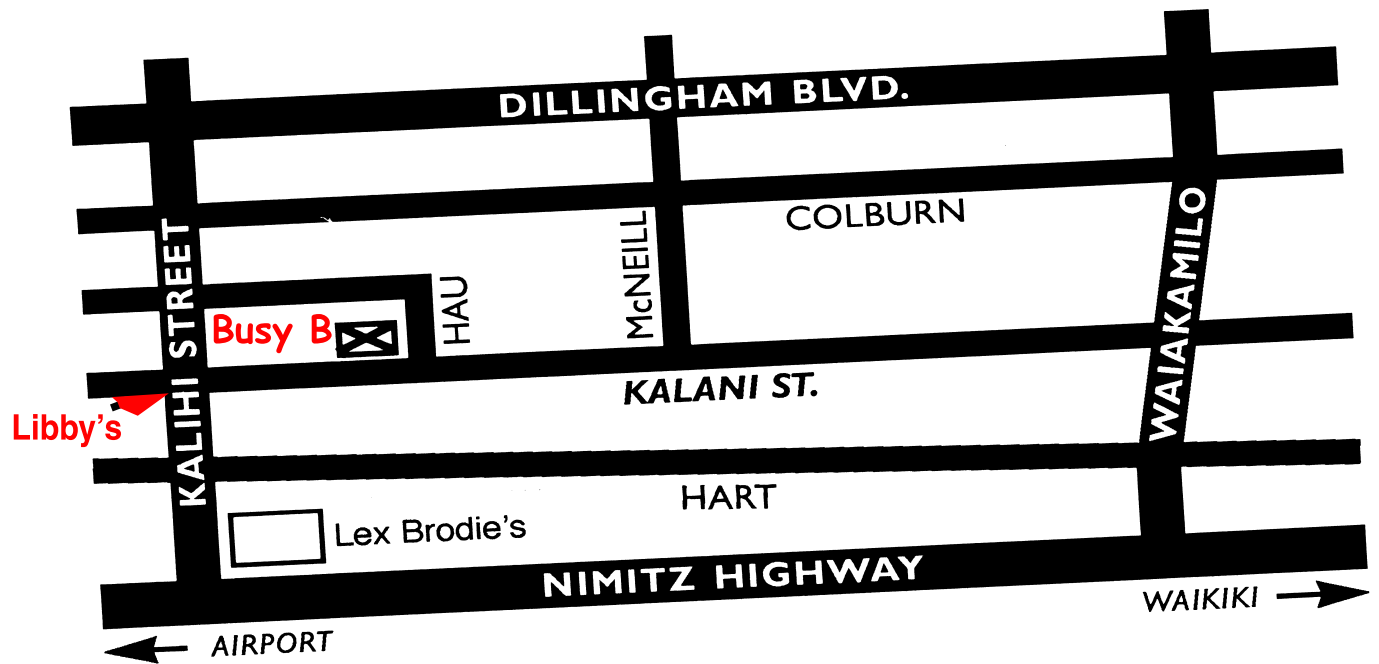 DILLINGHAM BLVD.
COLBURN
KALIHI STREET
McNEILL
WAIAKAMILO
HAU
Busy B
KALANI ST.
Libby's
HART
Lex Brodie's
NIMITZ HIGHWAY
WAIKIKI
AIRPORT